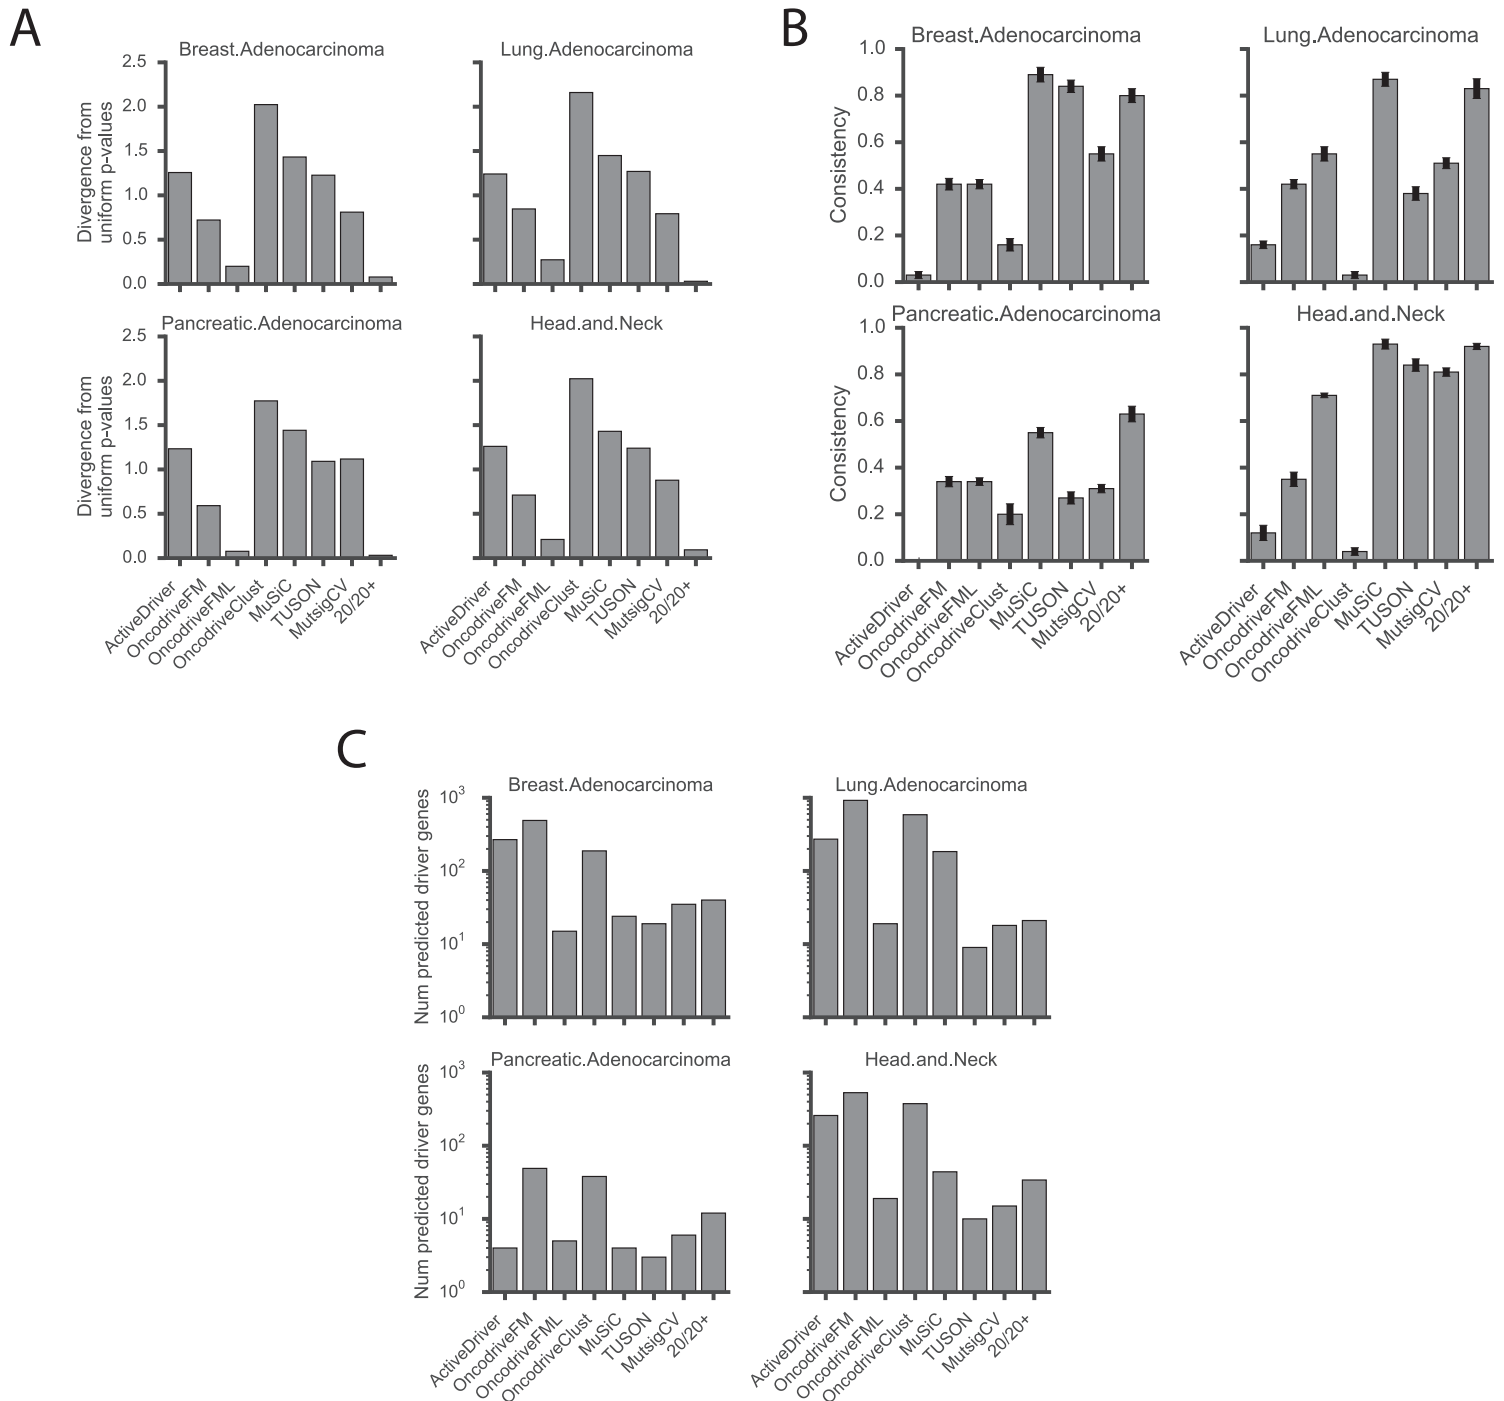 A
Breast.Adenocarcinoma
Lung.Adenocarcinoma
Divergence from
uniform p-values
2.5
2.0
1.5
1.0
0.5
0.0
Pancreatic.Adenocarcinoma
Head.and.Neck
Divergence from
uniform p-values
2.5
2.0
1.5
1.0
0.5
0.0
ActiveDriver
OncodriveFM
OncodriveFML
OncodriveClust
MuSiC
TUSON
MutsigCV
20/20+
ActiveDriver
OncodriveFM
OncodriveFML
OncodriveClust
MuSiC
TUSON
MutsigCV
20/20+
B
Breast.Adenocarcinoma
Lung.Adenocarcinoma
Consistency
1.0
0.8
0.6
0.4
0.2
0.0
Pancreatic.Adenocarcinoma
Head.and.Neck
Consistency
1.0
0.8
0.6
0.4
0.2
0.0
ActiveDriver
OncodriveFM
OncodriveFML
OncodriveClust
MuSiC
TUSON
MutsigCV
20/20+
ActiveDriver
OncodriveFM
OncodriveFML
OncodriveClust
MuSiC
TUSON
MutsigCV
20/20+
C
Breast.Adenocarcinoma
Lung.Adenocarcinoma
Num predicted driver genes
10³
10²
10¹
10⁰
Pancreatic.Adenocarcinoma
Head.and.Neck
Num predicted driver genes
10³
10²
10¹
10⁰
ActiveDriver
OncodriveFM
OncodriveFML
OncodriveClust
MuSiC
TUSON
MutsigCV
20/20+
ActiveDriver
OncodriveFM
OncodriveFML
OncodriveClust
MuSiC
TUSON
MutsigCV
20/20+